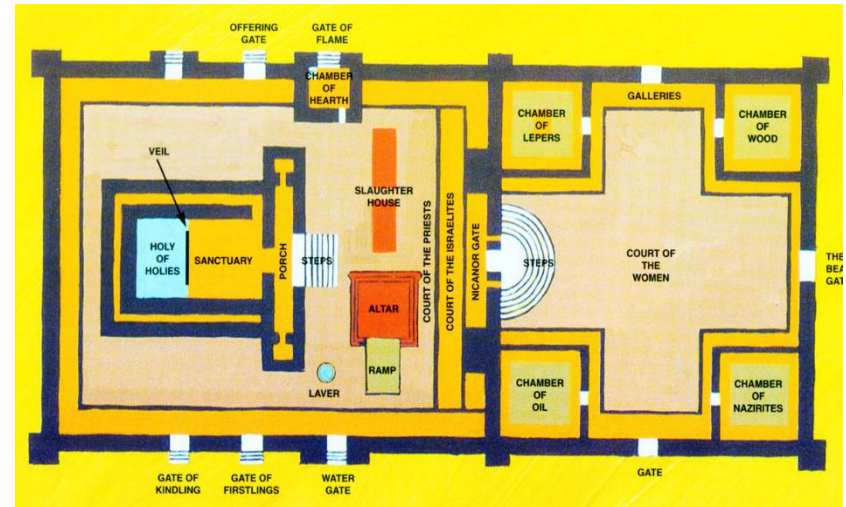 OFFERING
GATE
GATE OF
FLAME
CHAMBER
OF
HEARTH
GALLERIES
CHAMBER
OF
LEPERS
CHAMBER
OF
WOOD
VEIL
SLAUGHTER
HOUSE
HOLY
OF
HOLIES
SANCTUARY
PORCH
STEPS
COURT OF THE PRIESTS
COURT OF THE ISRAELITES
NICANOR GATE
STEPS
COURT OF
THE
WOMEN
THE
BEA
GAT
ALTAR
RAMP
LAVER
CHAMBER
OF
OIL
CHAMBER
OF
NAZIRITES
GATE OF
KINDLING
GATE OF
FIRSTLINGS
WATER
GATE
GATE